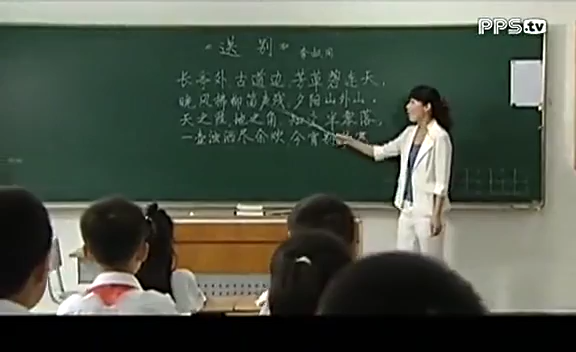 PPS.tv
《送别》 李叔同
长亭外 古道边, 芳草碧连天,
晚风拂柳笛声残, 夕阳山外山,
天之涯, 地之角, 知交半零落,
一壶浊洒尽余欢, 今宵别